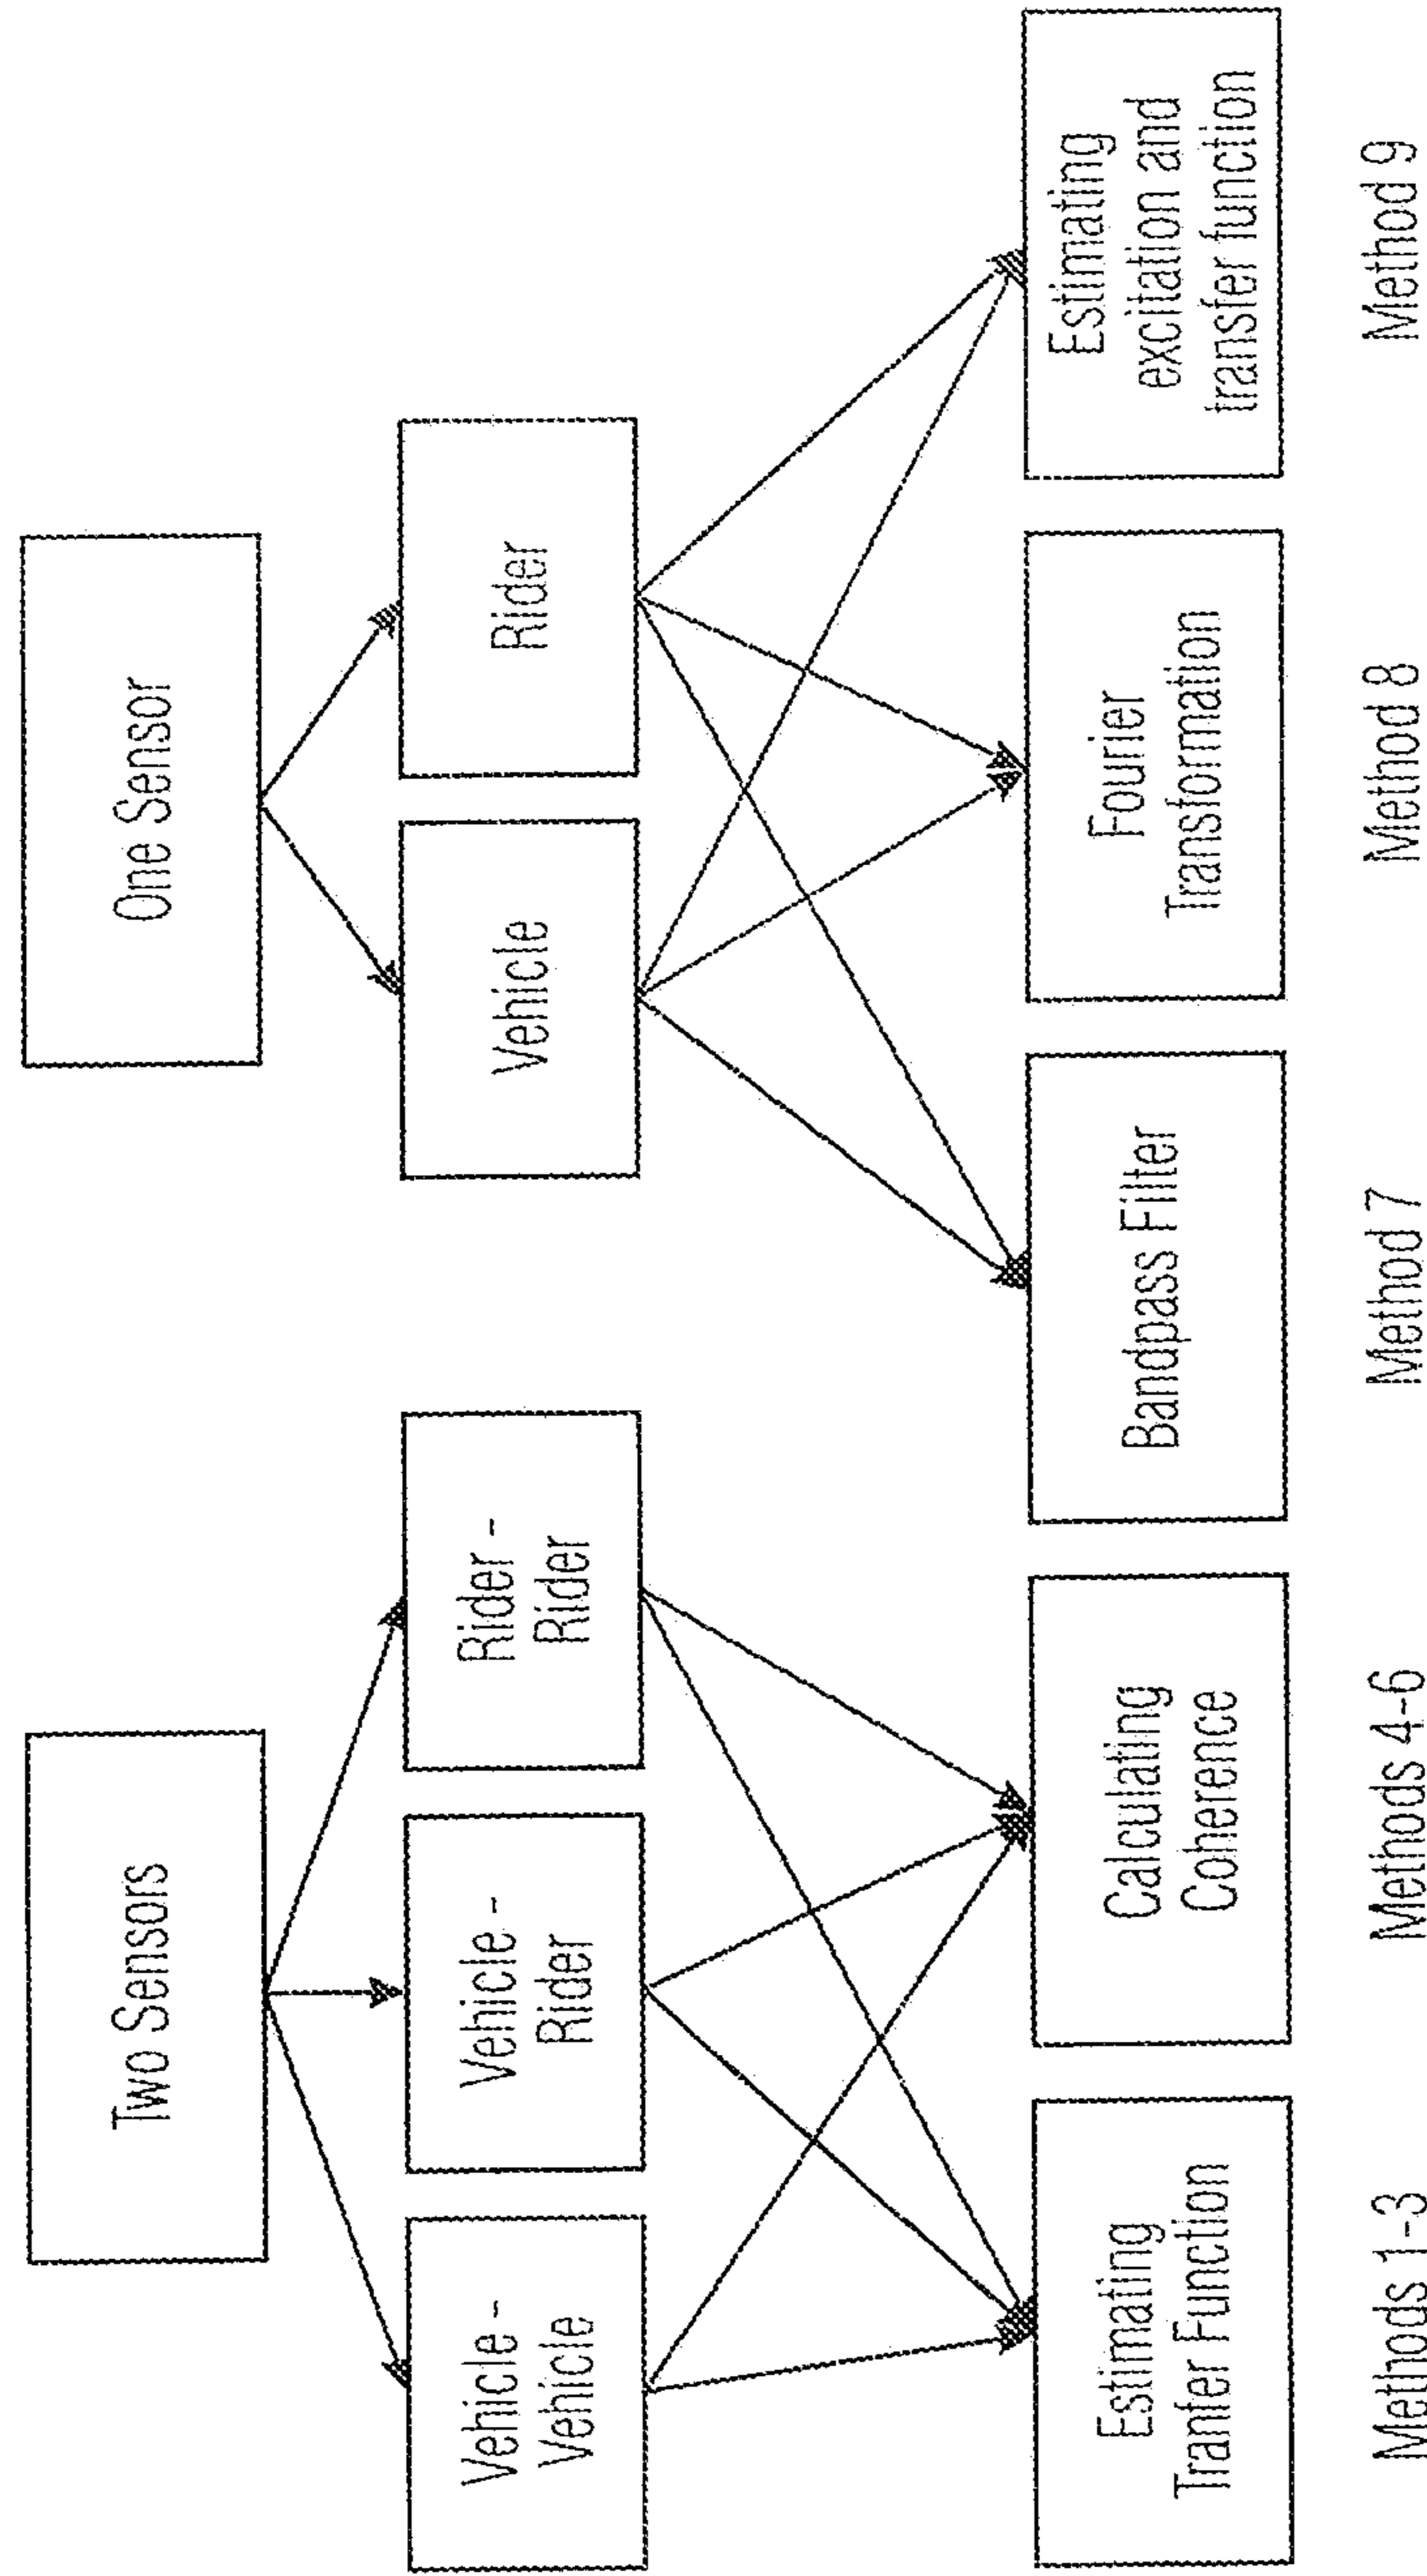 Two Sensors
One Sensor
Vehicle -
Vehicle
Vehicle -
Rider
Rider -
Rider
Vehicle
Rider
Estimating
Tranfer Function
Calculating
Coherence
Bandpass Filter
Fourier
Transformation
Estimating
excitation and
transfer function
Methods 1-3
Methods 4-6
Method 7
Method 8
Method 9